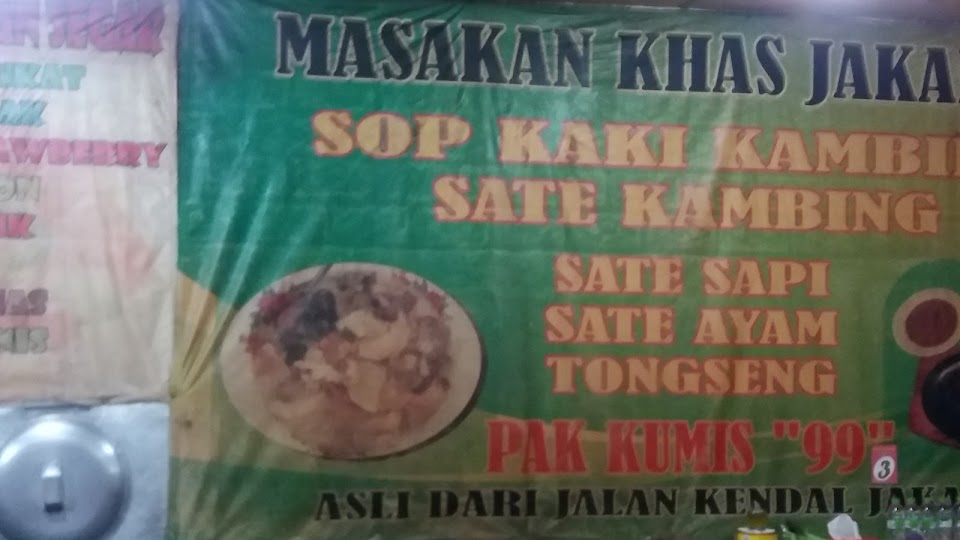 MASAKAN KHAS JAKA
SOP KAKI KAMBIN
SATE KAMBING
SATE SAPI
SATE AYAM
TONGSENG
PAK KUMIS "99"
3
ASLI DARI JALAN KENDAL JAKA